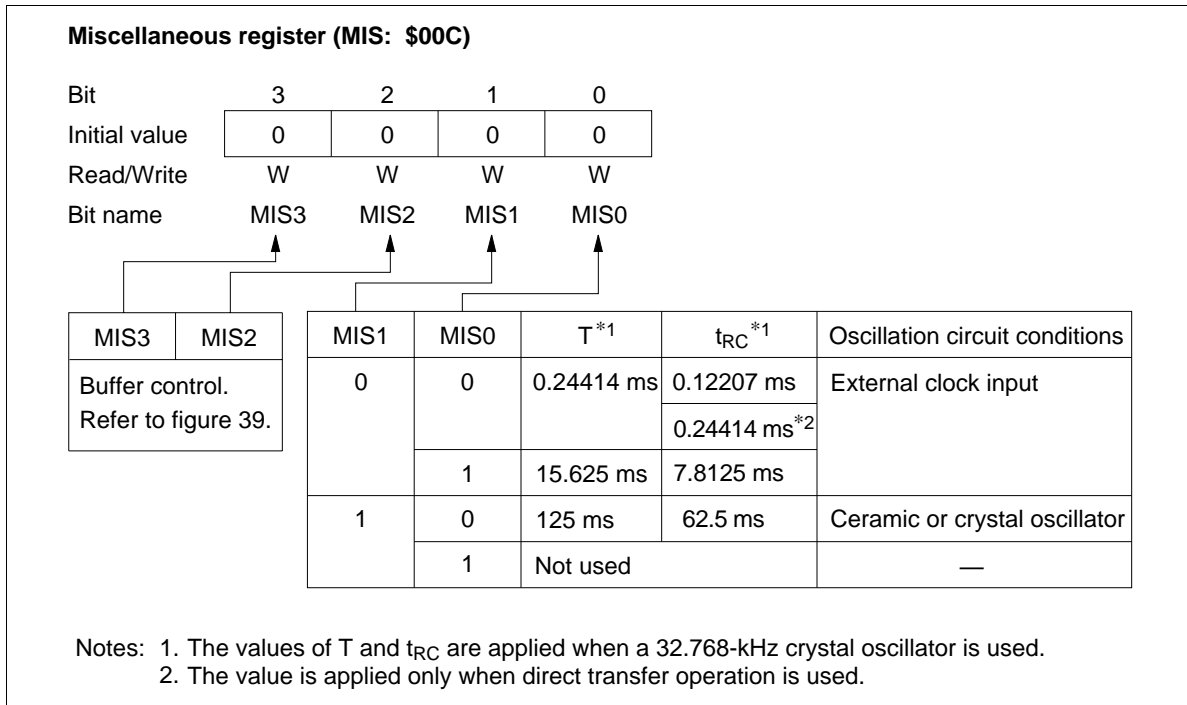 Miscellaneous register (MIS: $00C)
Bit 3 2 1 0
Initial value 0 0 0 0
Read/Write W W W W
Bit name MIS3 MIS2 MIS1 MIS0
MIS3 MIS2
Buffer control.
Refer to figure 39.
MIS1 MIS0 T*1 tRC*1 Oscillation circuit conditions
0 0 0.24414 ms 0.12207 ms External clock input
0.24414 ms*2
1 15.625 ms 7.8125 ms
1 0 125 ms 62.5 ms Ceramic or crystal oscillator
1 Not used —
Notes: 1. The values of T and tRC are applied when a 32.768-kHz crystal oscillator is used.
2. The value is applied only when direct transfer operation is used.